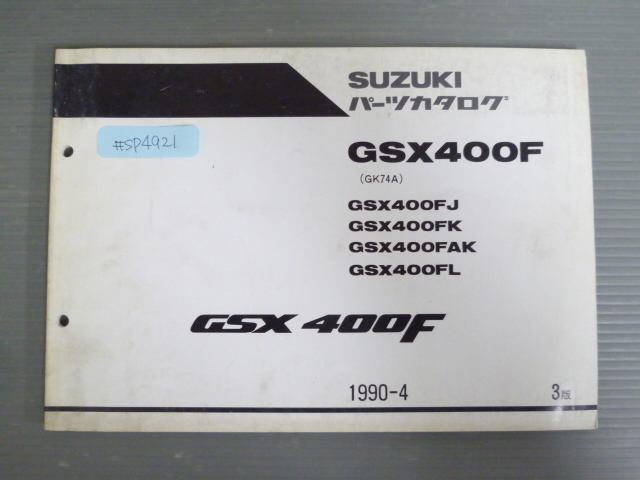 SUZUKI
パーツカタログ
#SP4921
GSX400F
(GK74A)
GSX400FJ
GSX400FK
GSX400FAK
GSX400FL
GSX 400F
1990-4
3版